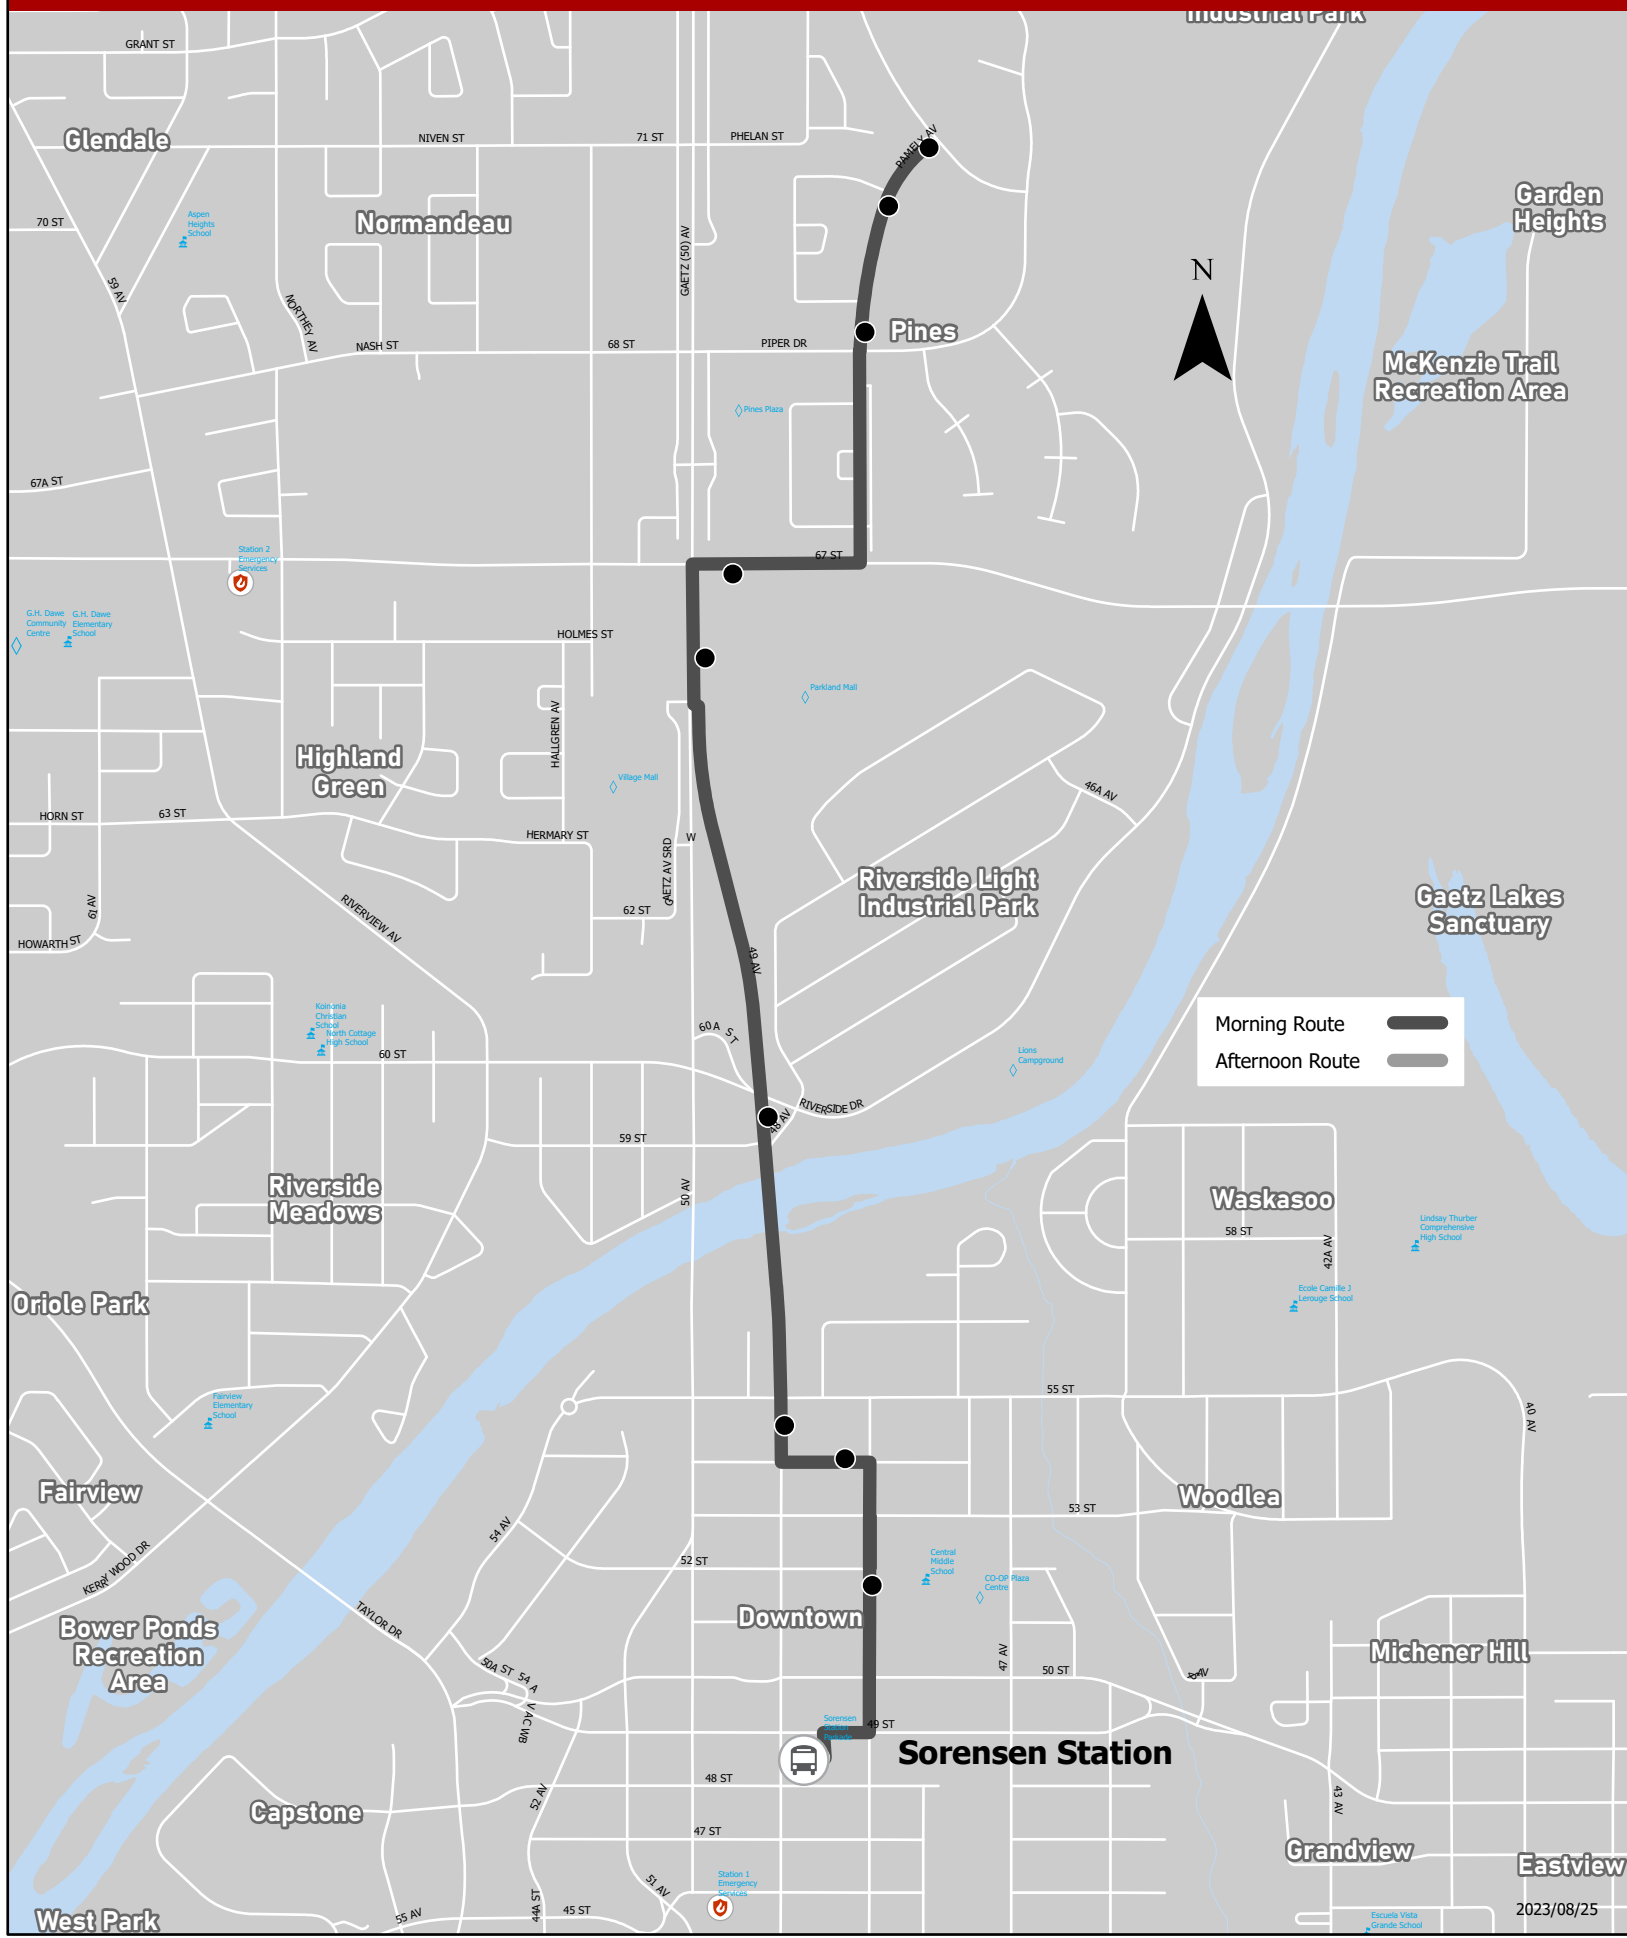 Industrial Park
GRANT ST
Glendale
NIVEN ST
71 ST
PHELAN ST
PAMELY AV
Garden
Heights
70 ST
Aspen
Heights
School
Normandeau
GAETZ (50) AV
N
59 AV
NORTHEY AV
NASH ST
68 ST
PIPER DR
Pines
McKenzie Trail
Recreation Area
Pines Plaza
67A ST
Station 2
Emergency
Services
67 ST
G.H. Dawe
Community
Centre
G.H. Dawe
Elementary
School
HOLMES ST
Parkland Mall
HALLGREN AV
Highland
Green
Village Mall
46A AV
HORN ST
63 ST
HERMARY ST
W
GAETZ AV SRD
Riverside Light
Industrial Park
Gaetz Lakes
Sanctuary
61 AV
RIVERVIEW AV
62 ST
HOWARTH ST
49 AV
Koinonia
Christian
School
North Cottage
High School
60A ST
60 ST
Morning Route
Afternoon Route
Lions
Campground
RIVERSIDE DR
48 AV
59 ST
Riverside
Meadows
50 AV
Waskasoo
58 ST
42A AV
Lindsay Thurber
Comprehensive
High School
Oriole Park
Ecole Camille J
Lerouge School
55 ST
Fairview
Elementary
School
40 AV
Fairview
Woodlea
53 ST
54 AV
KERRY WOOD DR
52 ST
Central
Middle
School
CO-OP Plaza
Centre
Bower Ponds
Recreation
Area
TAYLOR DR
Downtown
47 AV
Michener Hill
50A ST
54 A
V AC WB
50 ST
AV
Sorensen
Station
Parkade
49 ST
Sorensen Station
48 ST
52 AV
Capstone
43 AV
47 ST
Grandview
Eastview
Station 1
Emergency
Services
51 AV
44A ST
45 ST
55 AV
West Park
Escuela Vista
Grande School
2023/08/25